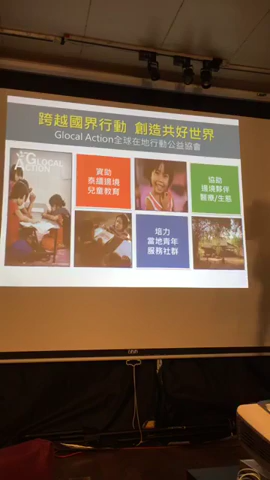 跨越國界行動 創造共好世界
Glocal Action全球在地行動公益協會
GLOCAL
ACTION
資助
泰緬邊境
兒童教育
協助
邊境夥伴
醫療/生態
培力
當地青年
服務社群